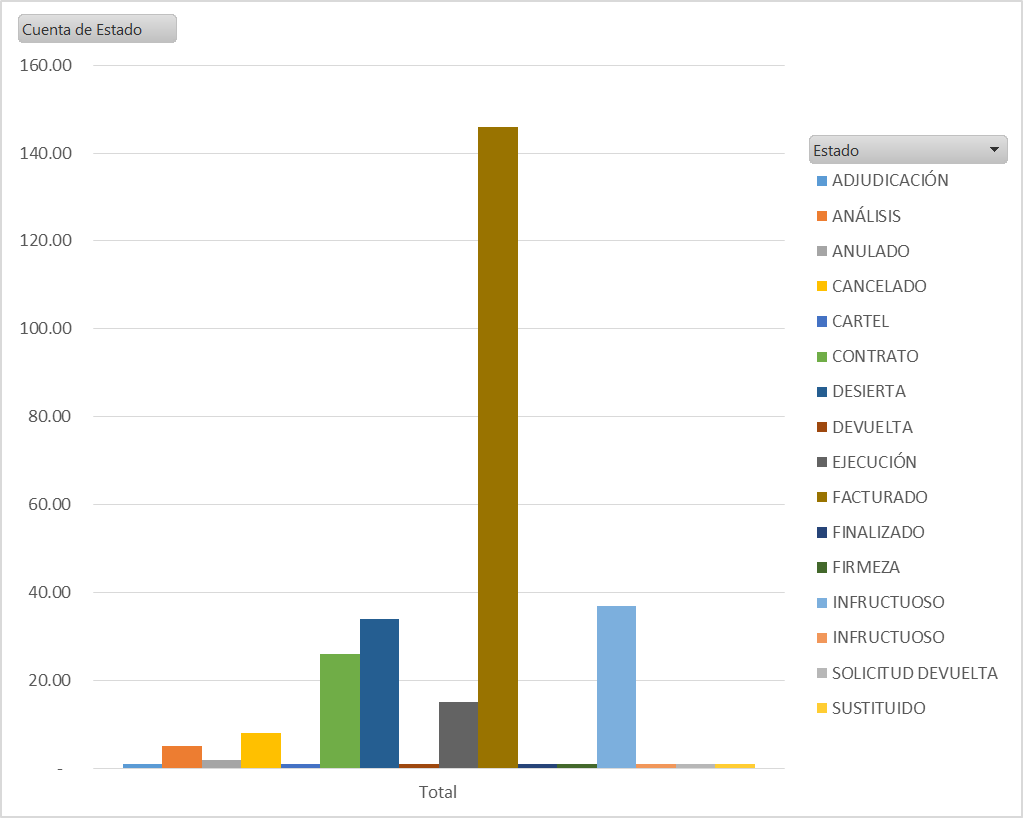 Cuenta de Estado
160.00
140.00
120.00
100.00
80.00
60.00
40.00
20.00
-
Total
Estado
ADJUDICACIÓN
ANÁLISIS
ANULADO
CANCELADO
CARTEL
CONTRATO
DESIERTA
DEVUELTA
EJECUCIÓN
FACTURADO
FINALIZADO
FIRMEZA
INFRUCTUOSO
INFRUCTUOSO
SOLICITUD DEVUELTA
SUSTITUIDO